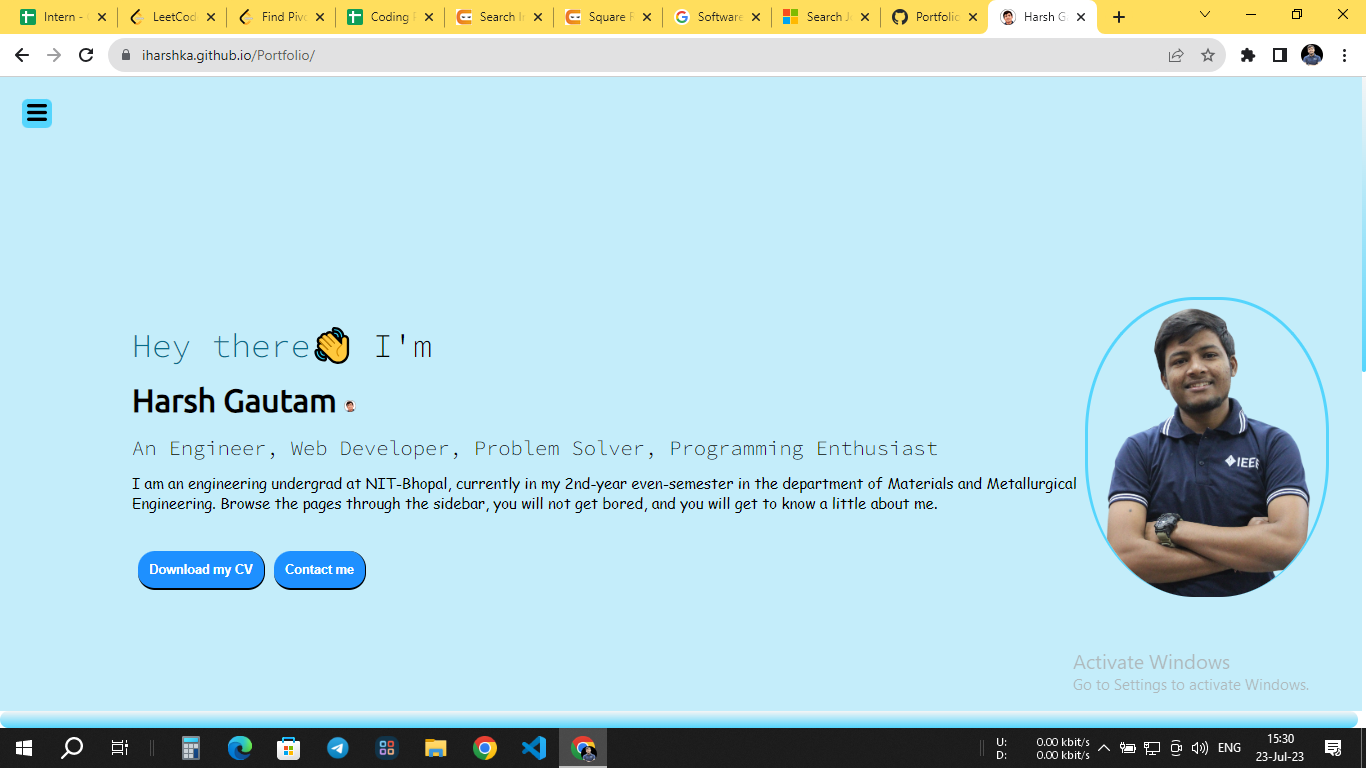 Intern -
LeetCod
Find Pivo
Coding
Search In
Square
Software
Search Jo
Portfolio
Harsh G
iharshka.github.io/Portfolio/
Hey there👋 I'm
Harsh Gautam
An Engineer, Web Developer, Problem Solver, Programming Enthusiast
I am an engineering undergrad at NIT-Bhopal, currently in my 2nd-year even-semester in the department of Materials and Metallurgical
Engineering. Browse the pages through the sidebar, you will not get bored, and you will get to know a little about me.
Download my CV
Contact me
IEEE
Activate Windows
Go to Settings to activate Windows.
U: 0.00 kbit/s
D: 0.00 kbit/s
ENG
15:30
23-Jul-23